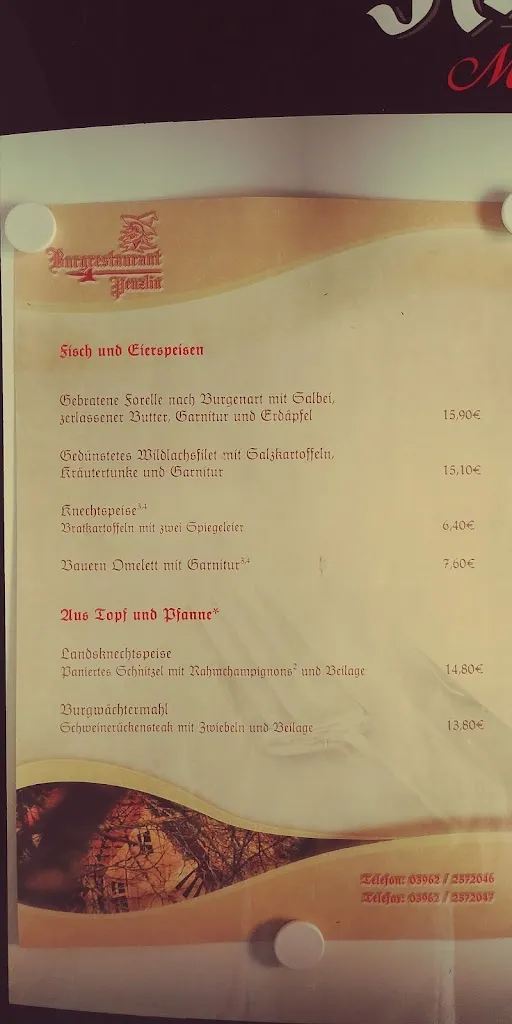 Burgrestaurant
Penzlin
Fisch und Eierspeisen
Gebratene Forelle nach Burgenart mit Salbei,
zerlassener Butter, Garnitur und Erdäpfel 15,90€
Gedünstetes Wildlachsfilet mit Salzkartoffeln,
Kräutertunke und Garnitur 15,10€
Knechtspeise3,4
Bratkartoffeln mit zwei Spiegeleier 6,40€
Bauern Omelett mit Garnitur3,4 7,60€
Aus Topf und Pfanne*
Landsknechtspeise
Paniertes Schnitzel mit Rahmchampignons2 und Beilage 14,80€
Burgwächtermahl
Schweinerückensteak mit Zwiebeln und Beilage 13,80€
Telefon: 03962 / 2572046
Telefax: 03962 / 2572047